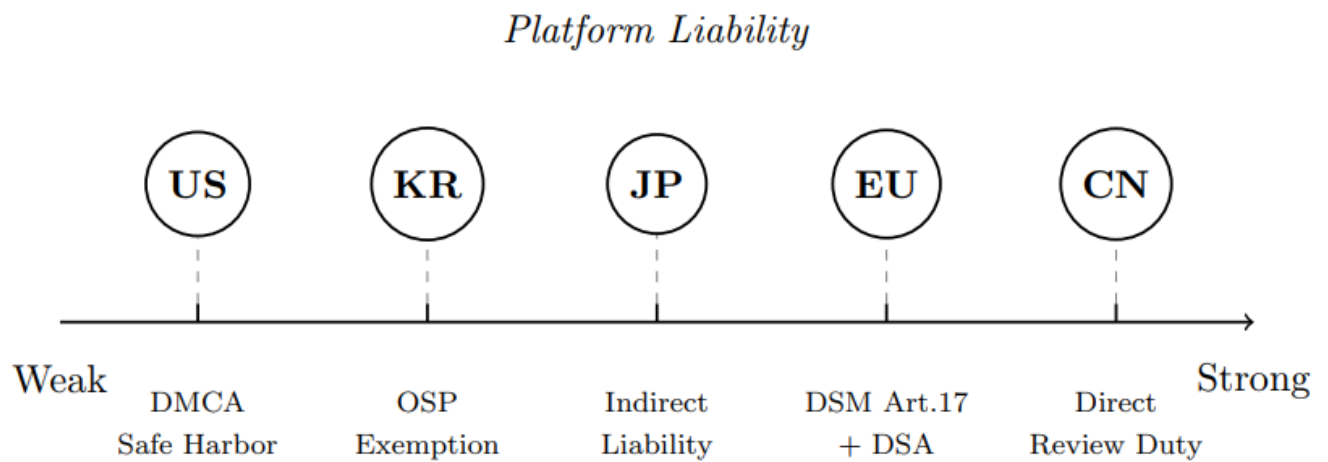 Platform Liability
US KR JP EU CN
Weak Strong
DMCA OSP Indirect DSM Art.17 Direct
Safe Harbor Exemption Liability + DSA Review Duty